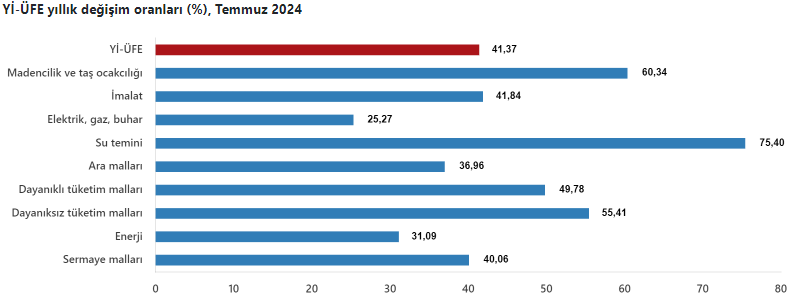 Yİ-ÜFE yıllık değişim oranları (%), Temmuz 2024
Yİ-ÜFE 41,37
Madencilik ve taş ocakcılığı 60,34
İmalat 41,84
Elektrik, gaz, buhar 25,27
Su temini 75,40
Ara malları 36,96
Dayanıklı tüketim malları 49,78
Dayanıksız tüketim malları 55,41
Enerji 31,09
Sermaye malları 40,06
0 10 20 30 40 50 60 70 80